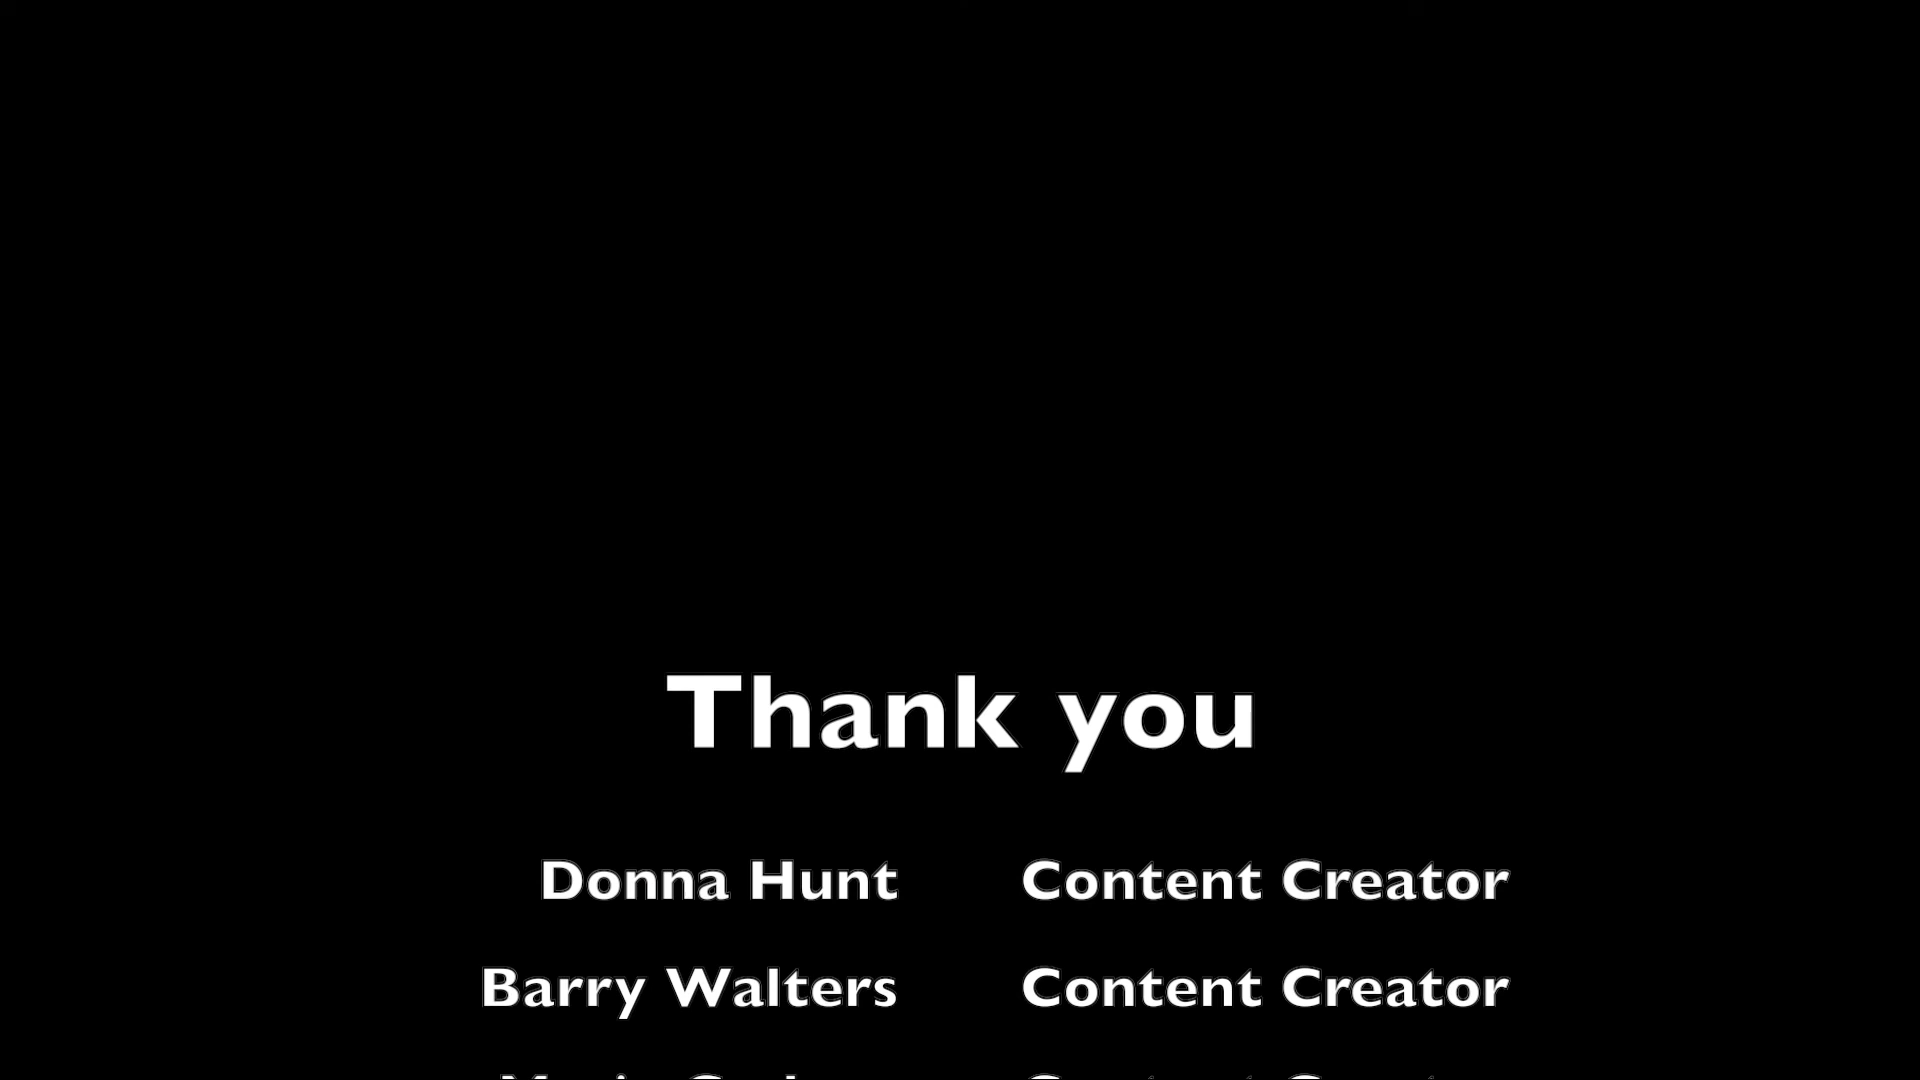 Thank you
Donna Hunt Content Creator
Barry Walters Content Creator